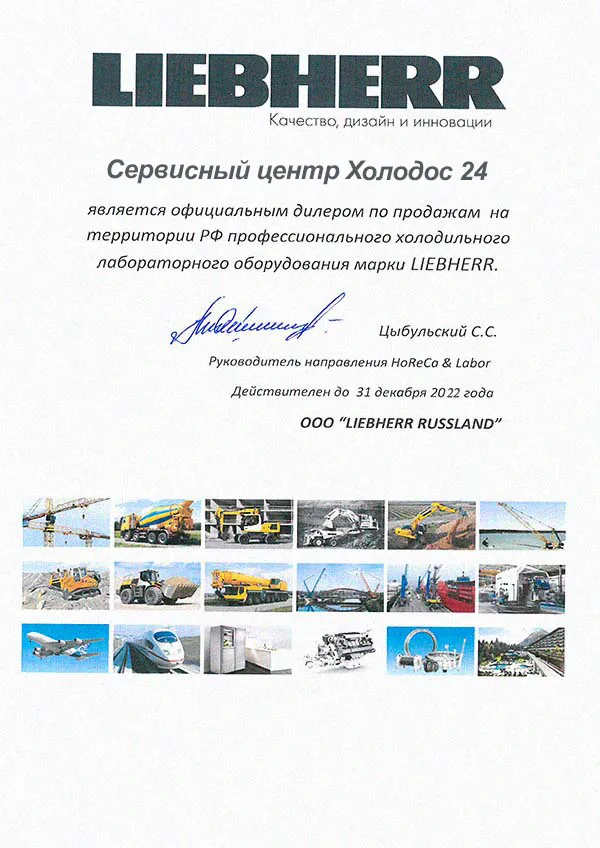 LIEBHERR
Качество, дизайн и инновации
Сервисный центр Холодос 24
является официальным дилером по продажам на
территории РФ профессионального холодильного
лабораторного оборудования марки LIEBHERR.
Цыбульский С.С.
Руководитель направления HoReCa & Labor
Действителен до 31 декабря 2022 года
ООО “LIEBHERR RUSSLAND”